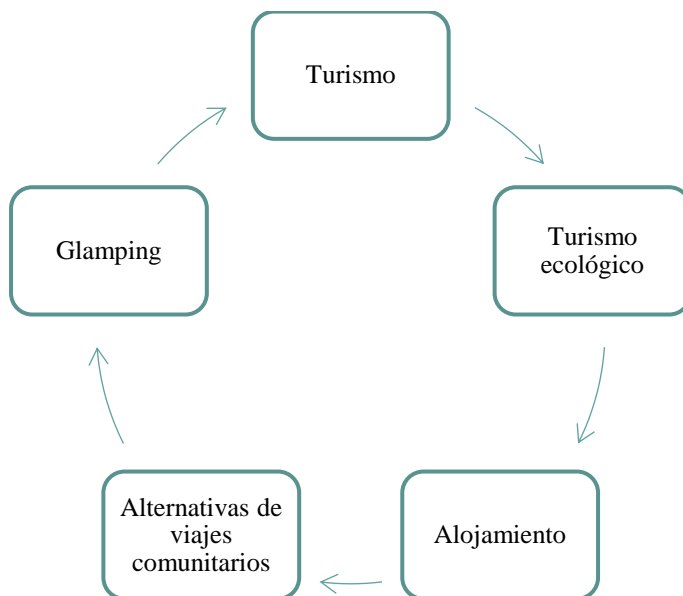 Turismo
Turismo
ecológico
Alojamiento
Alternativas de
viajes
comunitarios
Glamping